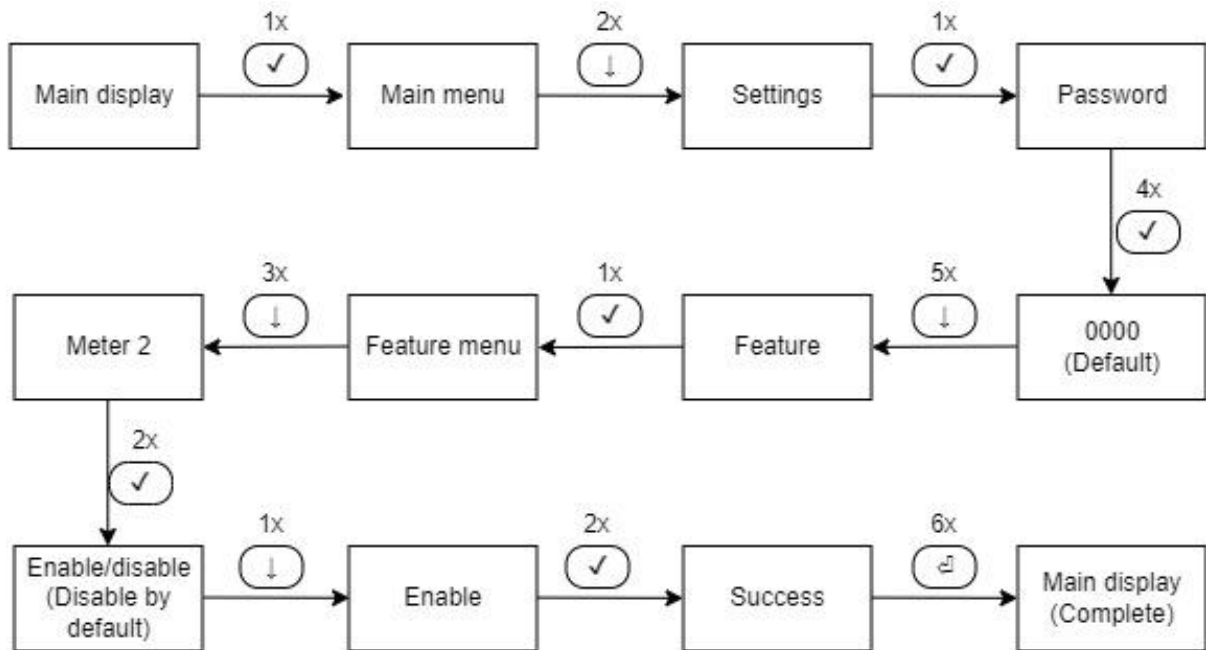 1x
2x
1x
✓
↓
✓
Main display
Main menu
Settings
Password
4x
✓
3x
1x
5x
↓
✓
↓
Meter 2
Feature menu
Feature
0000
(Default)
2x
✓
1x
2x
6x
↓
✓
⏎
Enable/disable
(Disable by
default)
Enable
Success
Main display
(Complete)